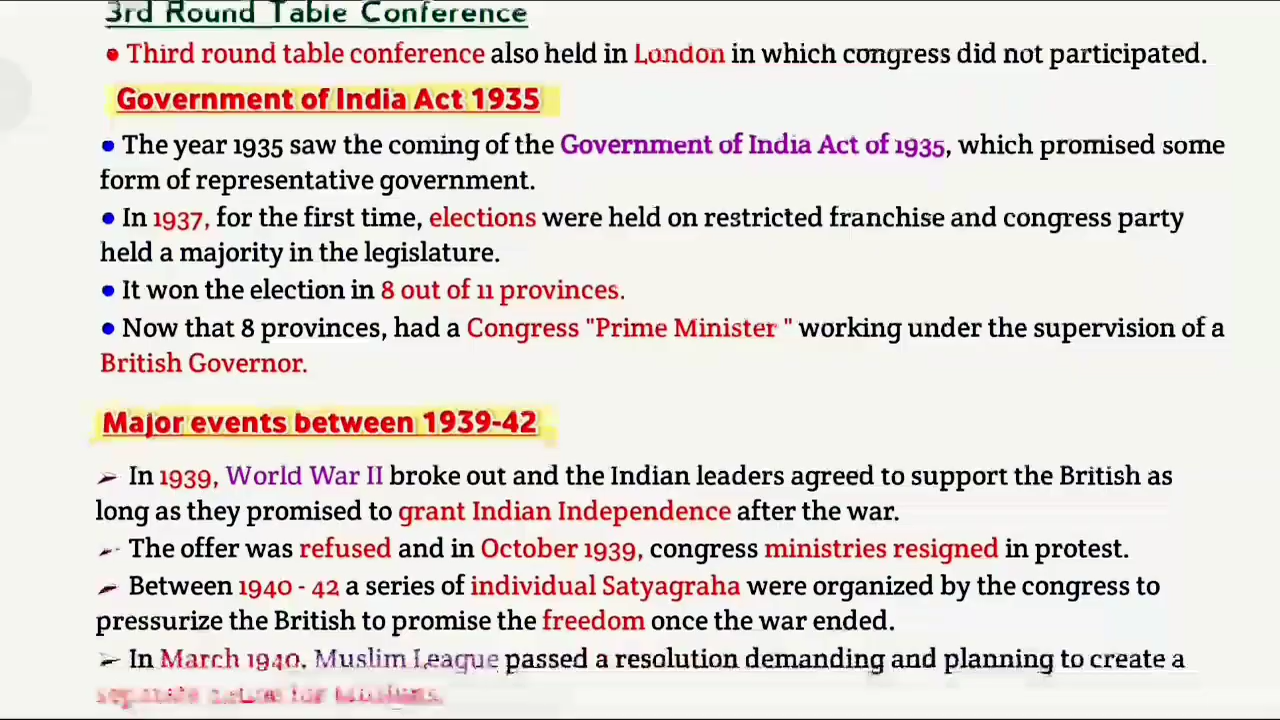 3rd Round Table Conference
• Third round table conference also held in London in which congress did not participated.
Government of India Act 1935
• The year 1935 saw the coming of the Government of India Act of 1935, which promised some
form of representative government.
• In 1937, for the first time, elections were held on restricted franchise and congress party
held a majority in the legislature.
• It won the election in 8 out of 11 provinces.
• Now that 8 provinces, had a Congress "Prime Minister " working under the supervision of a
British Governor.
Major events between 1939-42
➢ In 1939, World War II broke out and the Indian leaders agreed to support the British as
long as they promised to grant Indian Independence after the war.
➢ The offer was refused and in October 1939, congress ministries resigned in protest.
➢ Between 1940 - 42 a series of individual Satyagraha were organized by the congress to
pressurize the British to promise the freedom once the war ended.
➢ In March 1940. Muslim League passed a resolution demanding and planning to create a
separate for